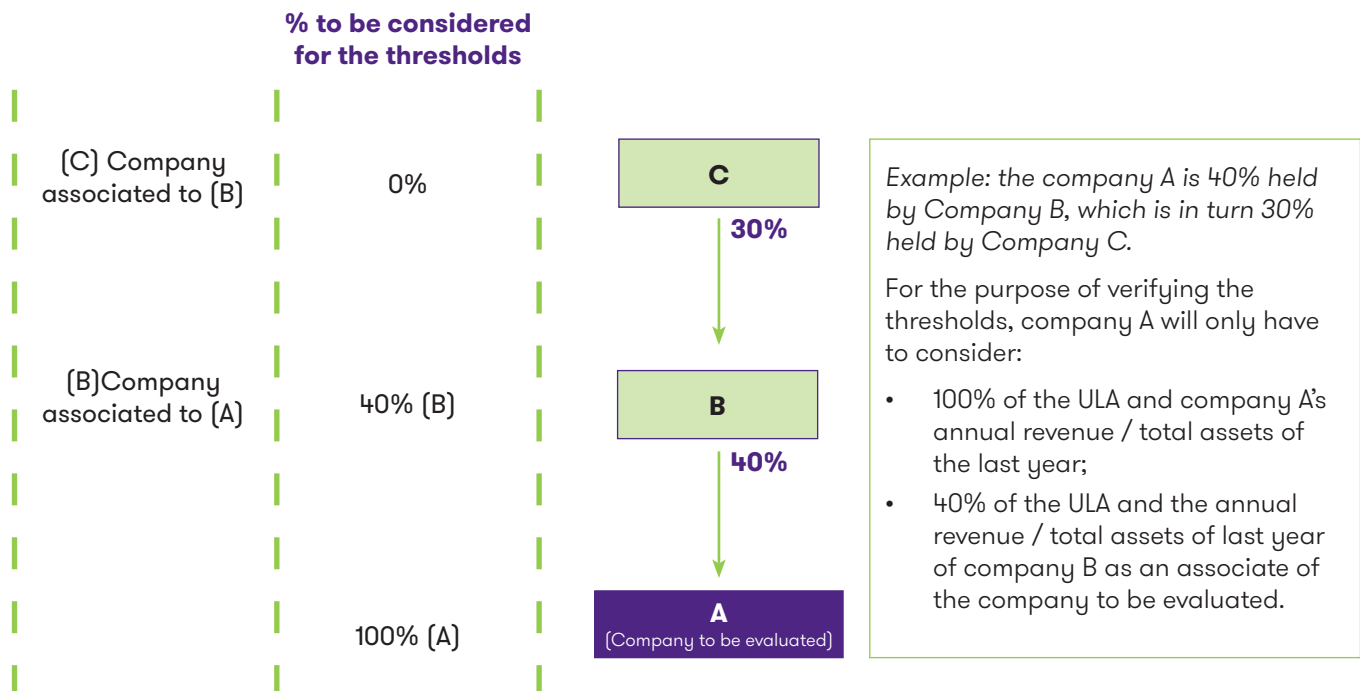 % to be considered
for the thresholds
(C) Company
associated to (B)
0%
C
30%
(B)Company
associated to (A)
40% (B)
B
40%
100% (A)
A
(Company to be evaluated)
Example: the company A is 40% held
by Company B, which is in turn 30%
held by Company C.
For the purpose of verifying the
thresholds, company A will only have
to consider:
• 100% of the ULA and company A's
annual revenue / total assets of
the last year;
• 40% of the ULA and the annual
revenue / total assets of last year
of company B as an associate of
the company to be evaluated.